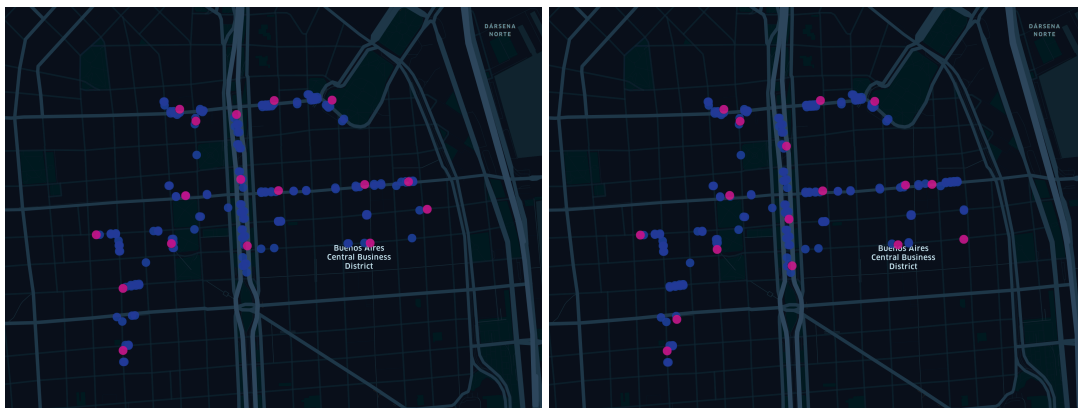 DÁRSENA
NORTE
Buenos Aires
Central Business
District
DÁRSENA
NORTE
Buenos Aires
Central Business
District